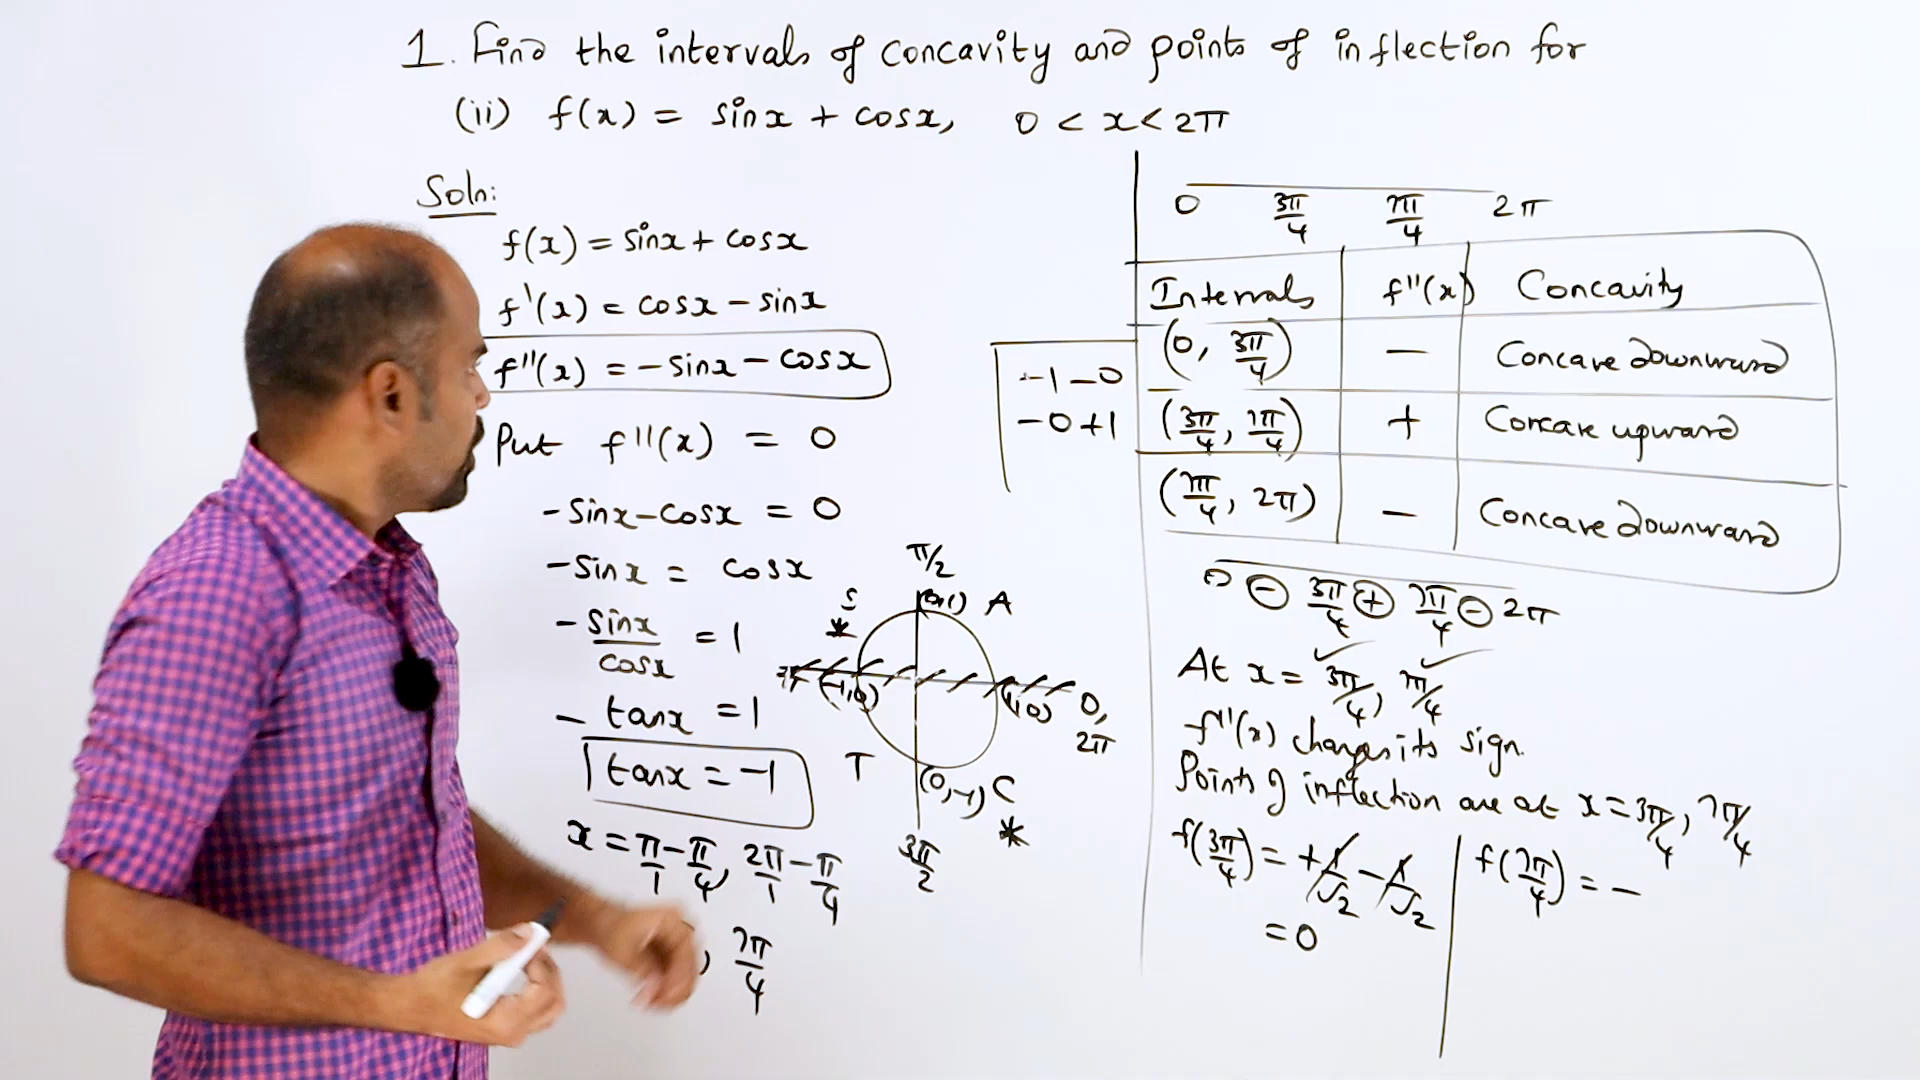 1. Find the intervals of concavity and points of inflection for
(ii) f(x) = sinx + cosx, 0 < x < 2π
Soln:
f(x) = sinx + cosx
f'(x) = cosx - sinx
f''(x) = -sinx - cosx
Put f''(x) = 0
-sinx - cosx = 0
-sinx = cosx
-sinx/cosx = 1
- tanx = 1
tanx = -1
x = π/1 - π/4, 2π/1 - π/4
, 7π/4
π/2
S (0,1) A
(-1,0) (1,0) 0, 2π
T (0,-1) C
3π/2
-1 - 0
-0 + 1
0 3π/4 7π/4 2π
Intervals f''(x) Concavity
(0, 3π/4) - Concave downward
(3π/4, 7π/4) + Concave upward
(7π/4, 2π) - Concave downward
0 - 3π/4 + 7π/4 - 2π
At x = 3π/4, 7π/4
f''(x) changes its sign.
Points of inflection are at x = 3π/4, 7π/4
f(3π/4) = +1/√2 - 1/√2
= 0
f(7π/4) = -